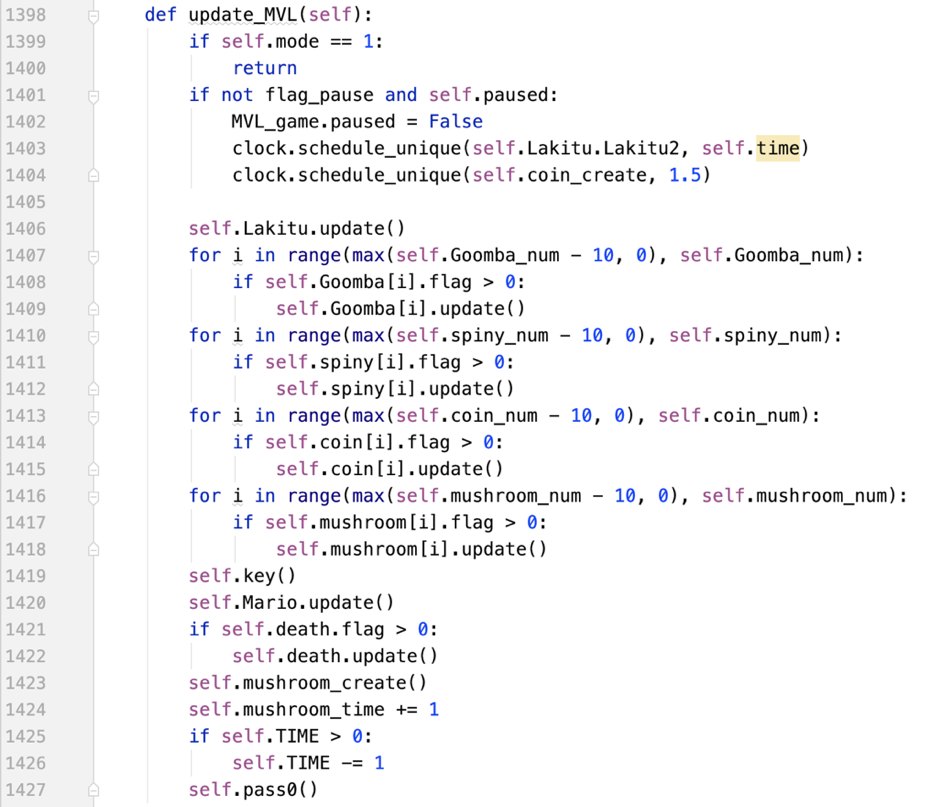 1398 def update_MVL(self):
1399 if self.mode == 1:
1400 return
1401 if not flag_pause and self.paused:
1402 MVL_game.paused = False
1403 clock.schedule_unique(self.Lakitu.Lakitu2, self.time)
1404 clock.schedule_unique(self.coin_create, 1.5)
1405
1406 self.Lakitu.update()
1407 for i in range(max(self.Goomba_num - 10, 0), self.Goomba_num):
1408 if self.Goomba[i].flag > 0:
1409 self.Goomba[i].update()
1410 for i in range(max(self.spiny_num - 10, 0), self.spiny_num):
1411 if self.spiny[i].flag > 0:
1412 self.spiny[i].update()
1413 for i in range(max(self.coin_num - 10, 0), self.coin_num):
1414 if self.coin[i].flag > 0:
1415 self.coin[i].update()
1416 for i in range(max(self.mushroom_num - 10, 0), self.mushroom_num):
1417 if self.mushroom[i].flag > 0:
1418 self.mushroom[i].update()
1419 self.key()
1420 self.Mario.update()
1421 if self.death.flag > 0:
1422 self.death.update()
1423 self.mushroom_create()
1424 self.mushroom_time += 1
1425 if self.TIME > 0:
1426 self.TIME -= 1
1427 self.pass0()